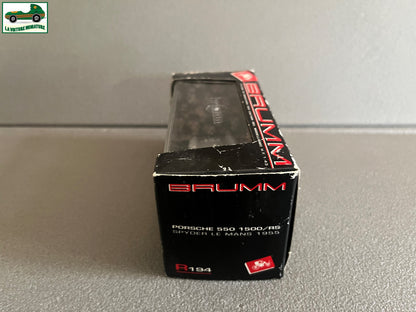 LA VOITURE MINIATURE
BRUMM
BRUMM
PORSCHE 550 1500/RS
SPYDER LE MANS 1955
R194